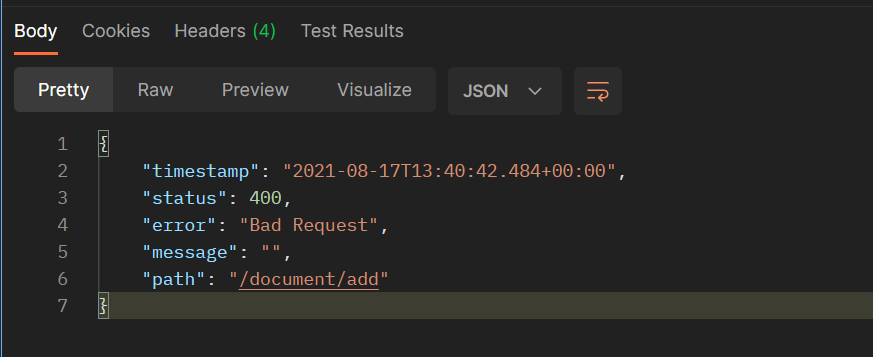 Body Cookies Headers (4) Test Results
Pretty Raw Preview Visualize JSON
1 {
2 "timestamp": "2021-08-17T13:40:42.484+00:00",
3 "status": 400,
4 "error": "Bad Request",
5 "message": "",
6 "path": "/document/add"
7 }